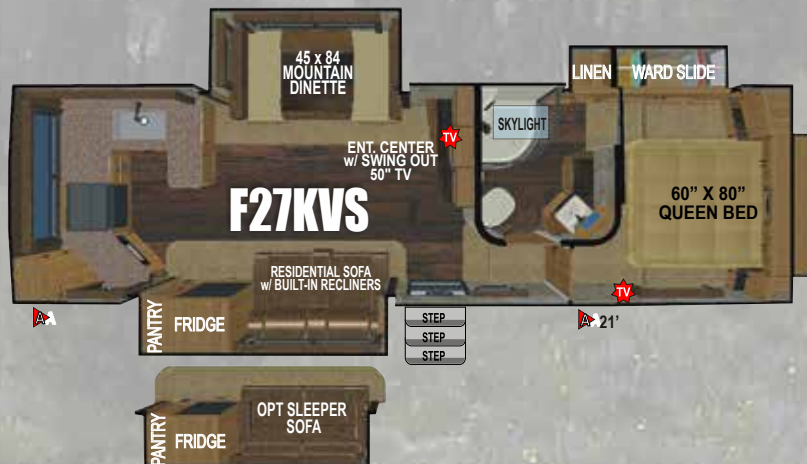 45 x 84
MOUNTAIN
DINETTE
LINEN
WARD SLIDE
SKYLIGHT
TV
ENT. CENTER
w/ SWING OUT
50" TV
60” X 80”
QUEEN BED
F27KVS
RESIDENTIAL SOFA
w/ BUILT-IN RECLINERS
PANTRY
FRIDGE
TV
A
A
A
A
21’
STEP
STEP
STEP
OPT SLEEPER
SOFA
PANTRY
FRIDGE